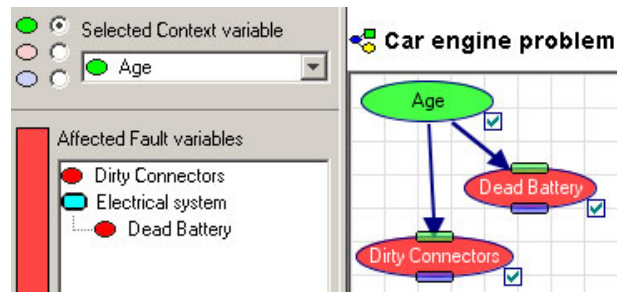 Selected Context variable
Age
Affected Fault variables
Dirty Connectors
Electrical system
Dead Battery
Car engine problem
Age
Dead Battery
Dirty Connectors